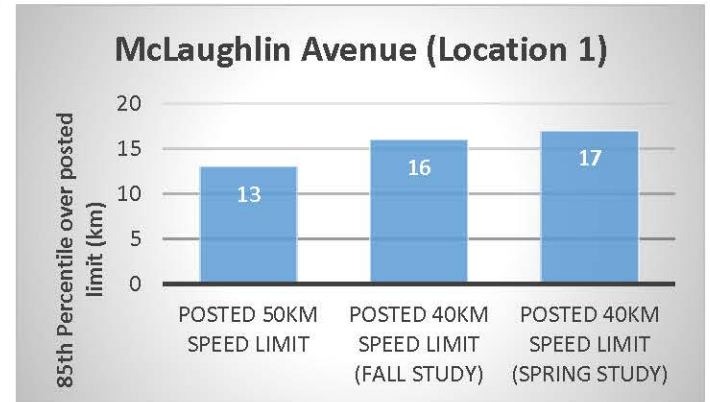 McLaughlin Avenue (Location 1)
85th Percentile over posted
limit (km)
20
15
10
5
0
13
16
17
POSTED 50KM
SPEED LIMIT
POSTED 40KM
SPEED LIMIT
(FALL STUDY)
POSTED 40KM
SPEED LIMIT
(SPRING STUDY)